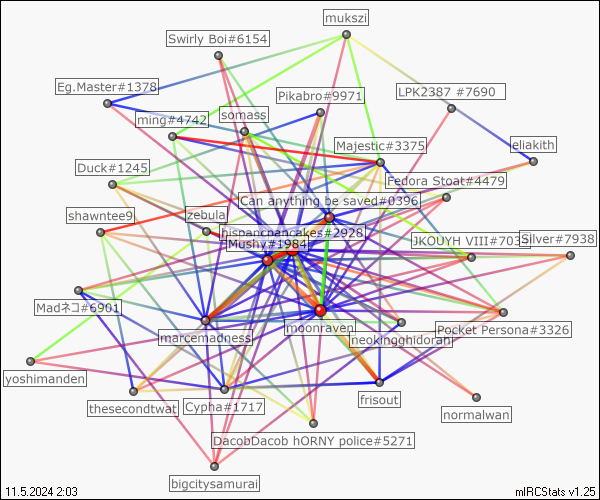 mukszi
Swirly Boi#6154
Eg.Master#1378
Pikabro#9971
LPK2387 #7690
ming#4742
somass
Majestic#3375
eliakith
Duck#1245
Fedora Stoat#4479
Can anything be saved#0396
shawntee9
zebula
hispanchencakes#2928
Mushy#1984
JKOUYH VIII#703
Silver#7938
Madネコ#6901
moonraven
Pocket Persona#3326
marcemadness
neokingghidorah
yoshimanden
thesecondtwat
Cypha#1717
frisout
normalwan
DacobDacob hORNY police#5271
bigcitysamurai
11.5.2024 2:03
mIRCStats v1.25